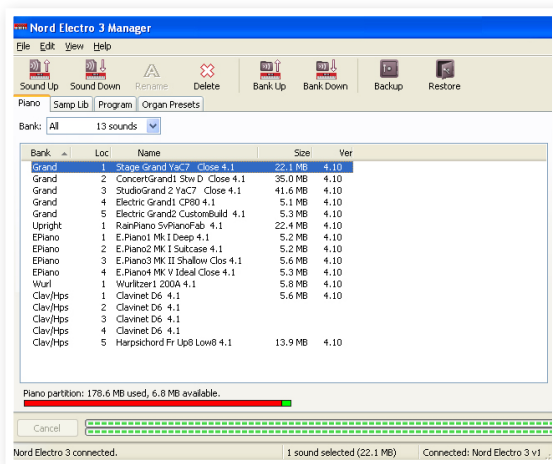 Nord Electro 3 Manager
File Edit View Help
Sound Up Sound Down Rename Delete Bank Up Bank Down Backup Restore
Piano Samp Lib Program Organ Presets
Bank: All 13 sounds
Bank Loc Name Size Ver
Grand 1 Stage Grand YaC7 Close 4.1 22.1 MB 4.10
Grand 2 ConcertGrand1 Stw D Close 4.1 35.0 MB 4.10
Grand 3 StudioGrand 2 YaC7 Close 4.1 41.6 MB 4.10
Grand 4 Electric Grand1 CP80 4.1 5.1 MB 4.10
Grand 5 Electric Grand2 CustomBuild 4.1 5.3 MB 4.10
Upright 1 RainPiano SvPianoFab 4.1 22.4 MB 4.10
EPiano 1 E.Piano1 Mk I Deep 4.1 5.2 MB 4.10
EPiano 2 E.Piano2 MK I Suitcase 4.1 5.2 MB 4.10
EPiano 3 E.Piano3 MK II Shallow Clos 4.1 5.6 MB 4.10
EPiano 4 E.Piano4 MK V Ideal Close 4.1 5.3 MB 4.10
Wurl 1 Wurlitzer1 200A 4.1 5.8 MB 4.10
Clav/Hps 1 Clavinet D6 4.1 5.6 MB 4.10
Clav/Hps 2 Clavinet D6 4.1
Clav/Hps 3 Clavinet D6 4.1
Clav/Hps 4 Clavinet D6 4.1
Clav/Hps 5 Harpsichord Fr Up8 Low8 4.1 13.9 MB 4.10
Piano partition: 178.6 MB used, 6.8 MB available.
Cancel
Nord Electro 3 connected. 1 sound selected (22.1 MB) Connected: Nord Electro 3 v1